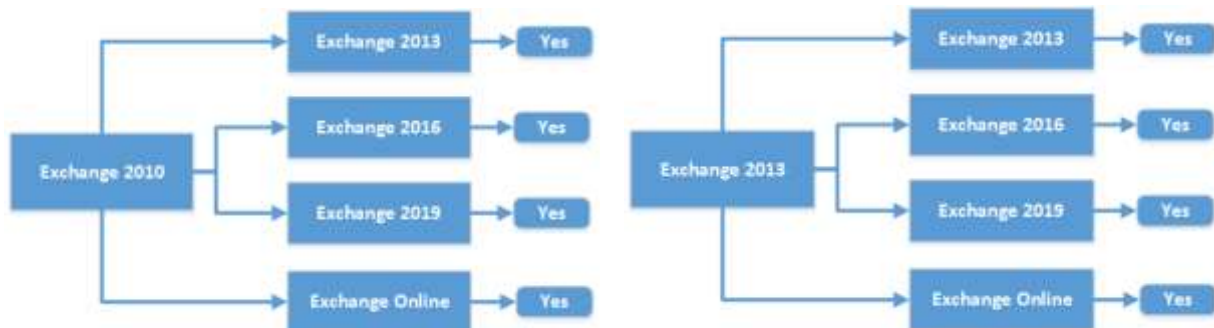 Exchange 2010
Exchange 2013
Yes
Exchange 2016
Yes
Exchange 2019
Yes
Exchange Online
Yes
Exchange 2013
Exchange 2013
Yes
Exchange 2016
Yes
Exchange 2019
Yes
Exchange Online
Yes